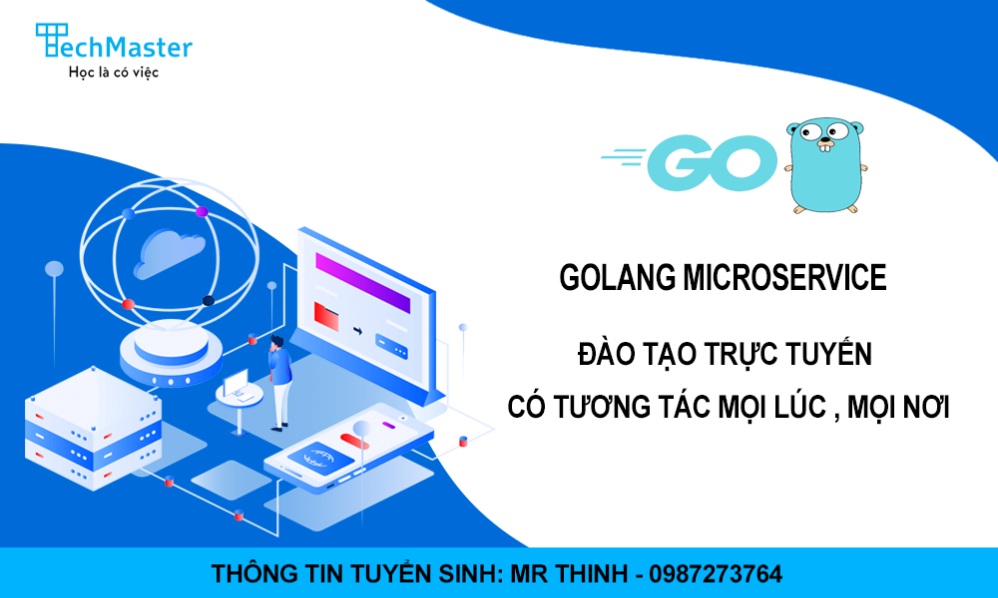 TechMaster
Học là có việc
GO
GOLANG MICROSERVICE
ĐÀO TẠO TRỰC TUYẾN
CÓ TƯƠNG TÁC MỌI LÚC , MỌI NƠI
THÔNG TIN TUYỂN SINH: MR THINH - 0987273764